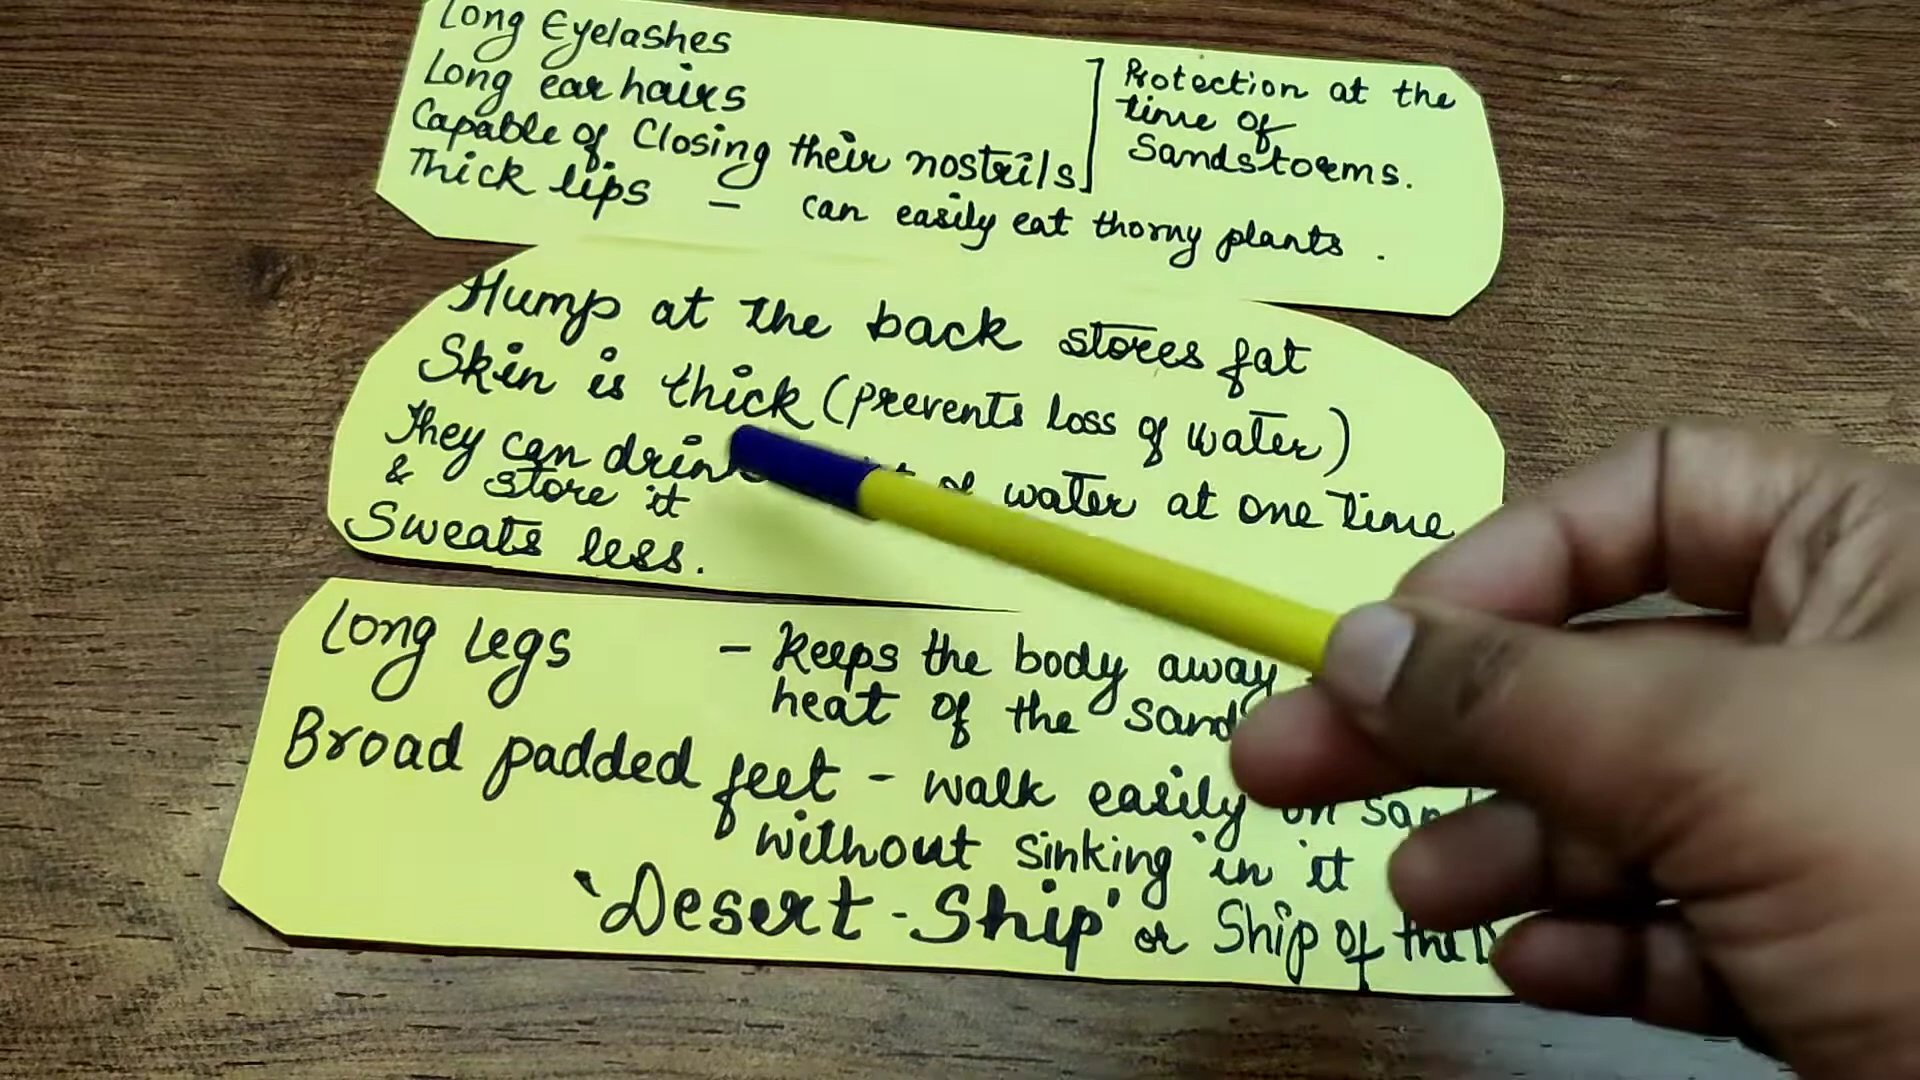 Long Eyelashes
Long ear hairs
Capable of Closing their nostrils
Protection at the
time of
Sandstorms.
Thick lips - can easily eat thorny plants.
Hump at the back stores fat
Skin is thick (prevents loss of water)
They can drink of water at one time
& store it
Sweats less.
Long Legs - keeps the body away
heat of the sand
Broad padded feet - walk easily on sand
without sinking in it
'Desert-Ship' or Ship of the